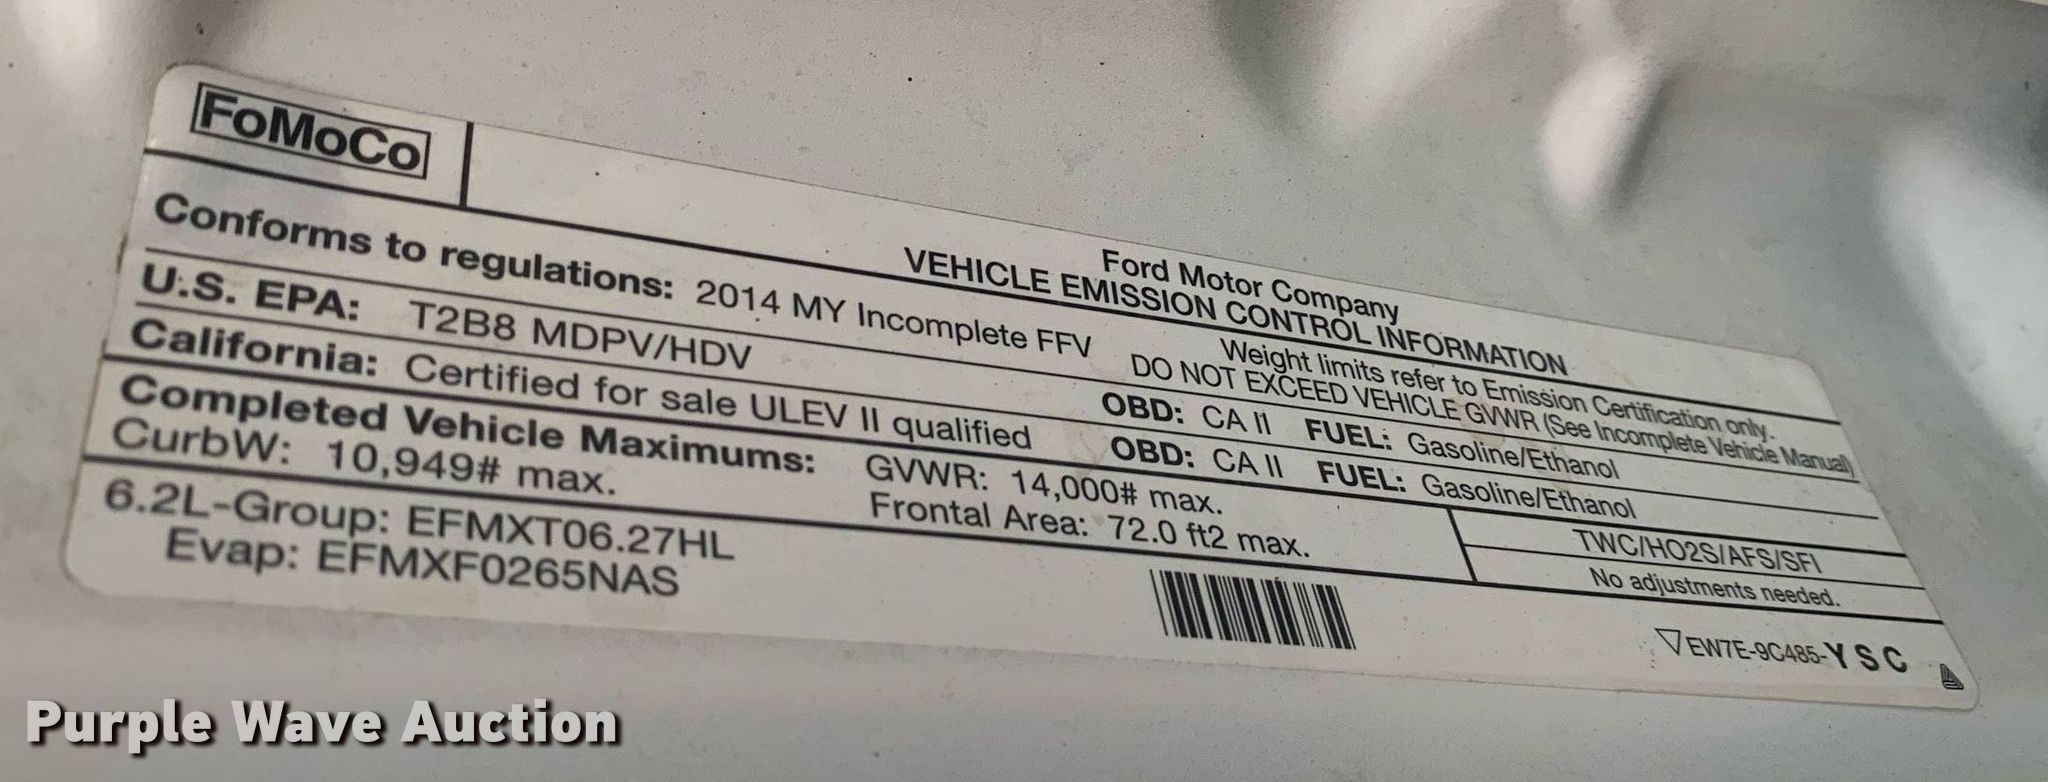 FoMoCo
Ford Motor Company
VEHICLE EMISSION CONTROL INFORMATION
Conforms to regulations: 2014 MY Incomplete FFV
Weight limits refer to Emission Certification only.
DO NOT EXCEED VEHICLE GVWR (See Incomplete Vehicle Manual)
U.S. EPA: T2B8 MDPV/HDV OBD: CA II FUEL: Gasoline/Ethanol
California: Certified for sale ULEV II qualified OBD: CA II FUEL: Gasoline/Ethanol
Completed Vehicle Maximums: GVWR: 14,000# max.
CurbW: 10,949# max. Frontal Area: 72.0 ft2 max.
TWC/HO2S/AFS/SFI
No adjustments needed.
6.2L-Group: EFMXT06.27HL
Evap: EFMXF0265NAS
EW7E-9C485-YSC
Purple Wave Auction